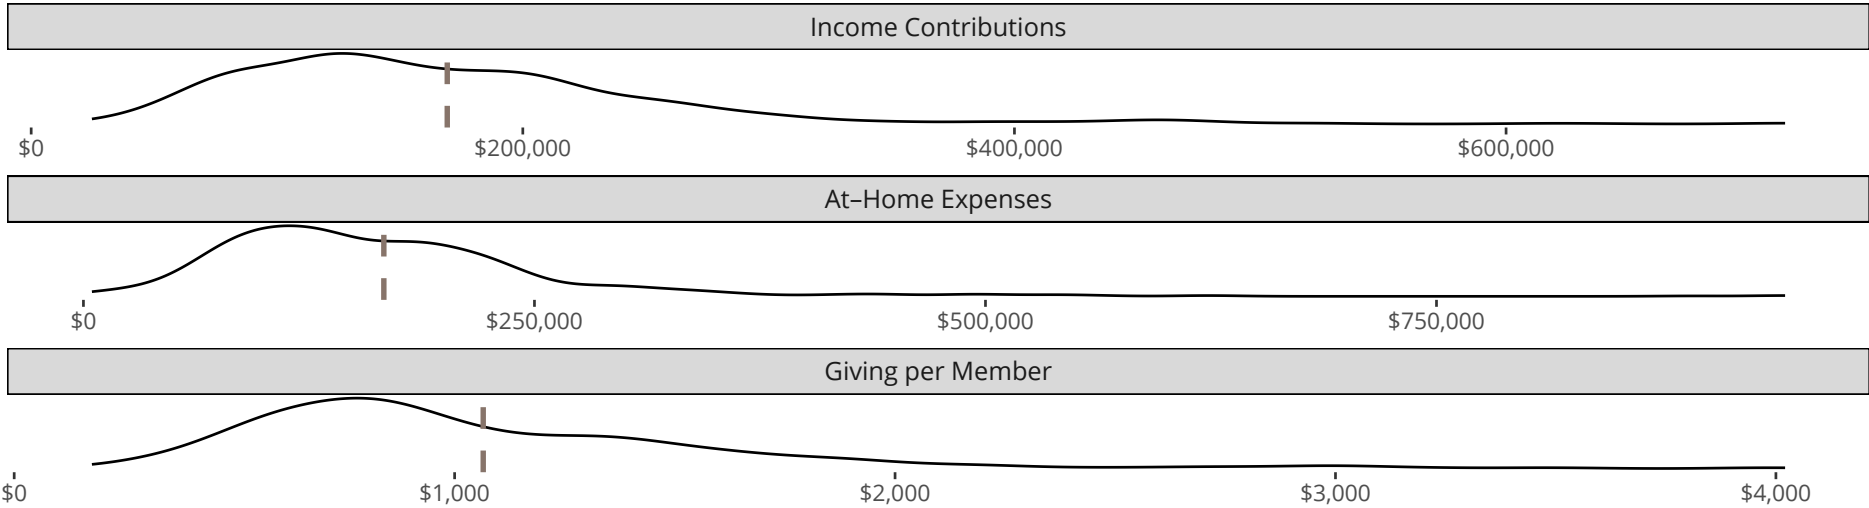 Income Contributions
$0 $200,000 $400,000 $600,000
At–Home Expenses
$0 $250,000 $500,000 $750,000
Giving per Member
$0 $1,000 $2,000 $3,000 $4,000